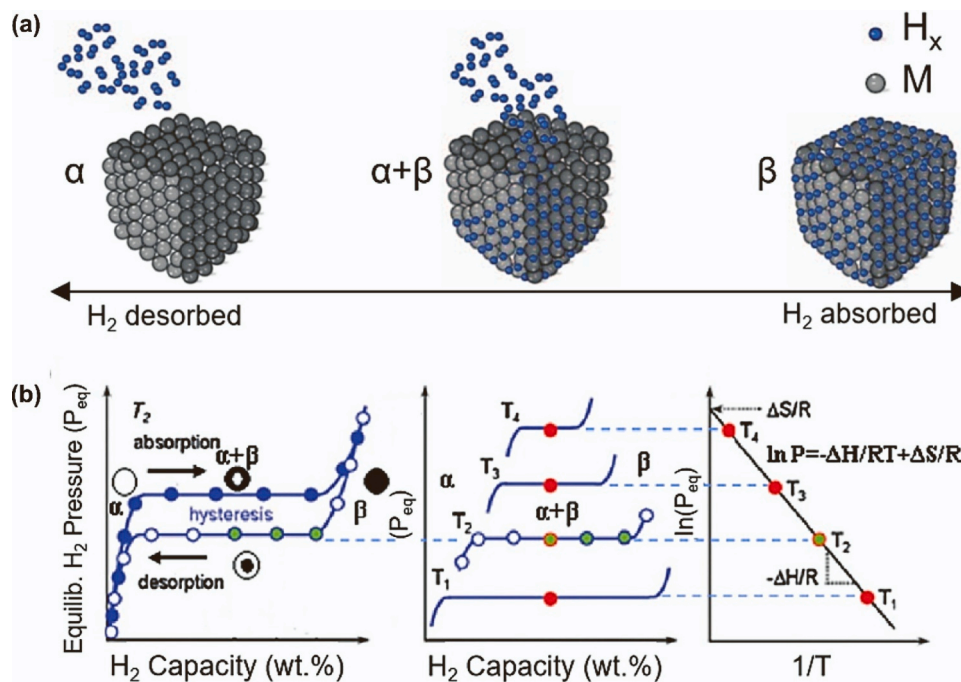 (a)
Hₓ
M
α
α+β
β
H₂ desorbed
H₂ absorbed
(b)
Equilib. H₂ Pressure (Pₑq)
T₂
absorption
α+β
α
hysteresis
β
desorption
H₂ Capacity (wt.%)
(Pₑq)
T₄
T₃
α
β
α+β
T₂
T₁
H₂ Capacity (wt.%)
ln(Pₑq)
ΔS/R
T₄
ln P=-ΔH/RT+ΔS/R
T₃
T₂
-ΔH/R
T₁
1/T